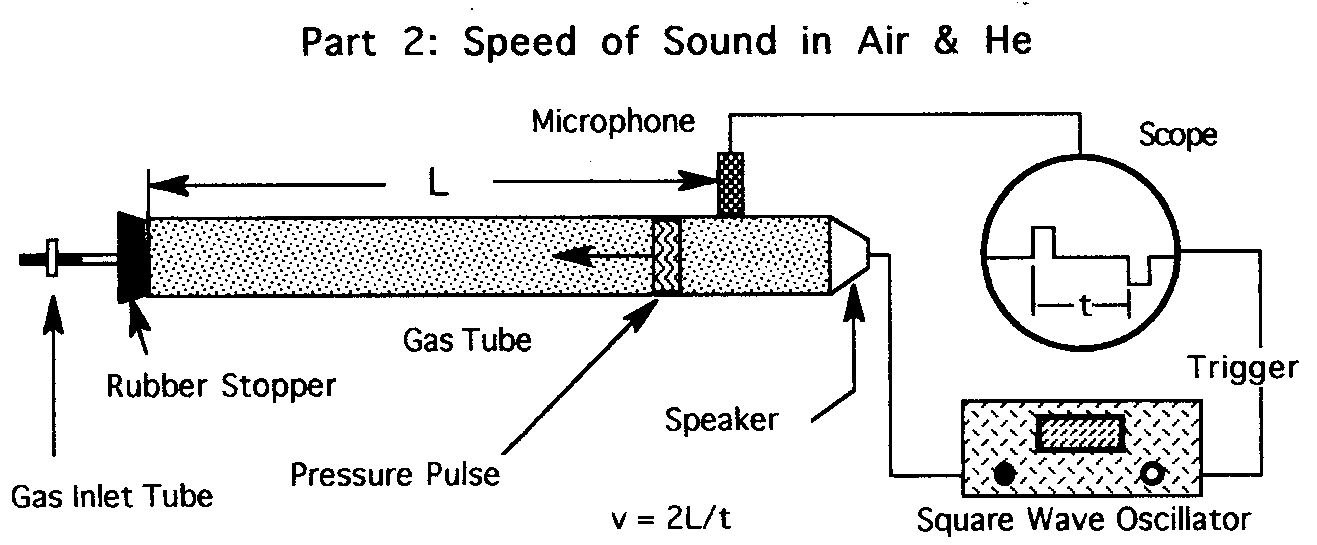 Part 2: Speed of Sound in Air & He
Microphone
Scope
L
t
Gas Tube
Trigger
Rubber Stopper
Speaker
Pressure Pulse
Gas Inlet Tube
v = 2L/t
Square Wave Oscillator